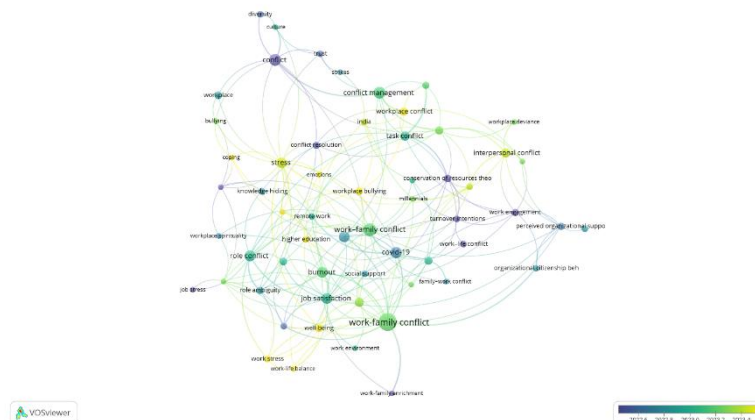 diversity
culture
conflict
trust
stress
workplace
conflict management
workplace conflict
bullying
india
task conflict
workplace deviance
conflict resolution
interpersonal conflict
coping
stress
emotions
conservation of resources theo
knowledge hiding
workplace bullying
millennials
remote work
turnover intentions
work engagement
perceived organizational suppo
workplace spirituality
work–family conflict
higher education
work-life conflict
role conflict
covid-19
burnout
social support
organizational citizenship beh
family-work conflict
job stress
role ambiguity
job satisfaction
work-family conflict
well-being
work environment
work stress
work-life balance
work-family enrichment
VOSviewer